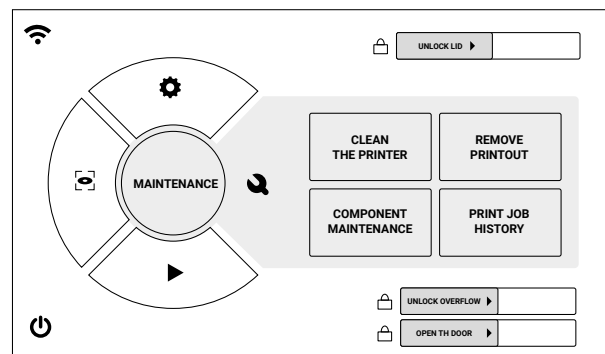 UNLOCK LID
MAINTENANCE
CLEAN
THE PRINTER
REMOVE
PRINTOUT
COMPONENT
MAINTENANCE
PRINT JOB
HISTORY
UNLOCK OVERFLOW
OPEN TH DOOR